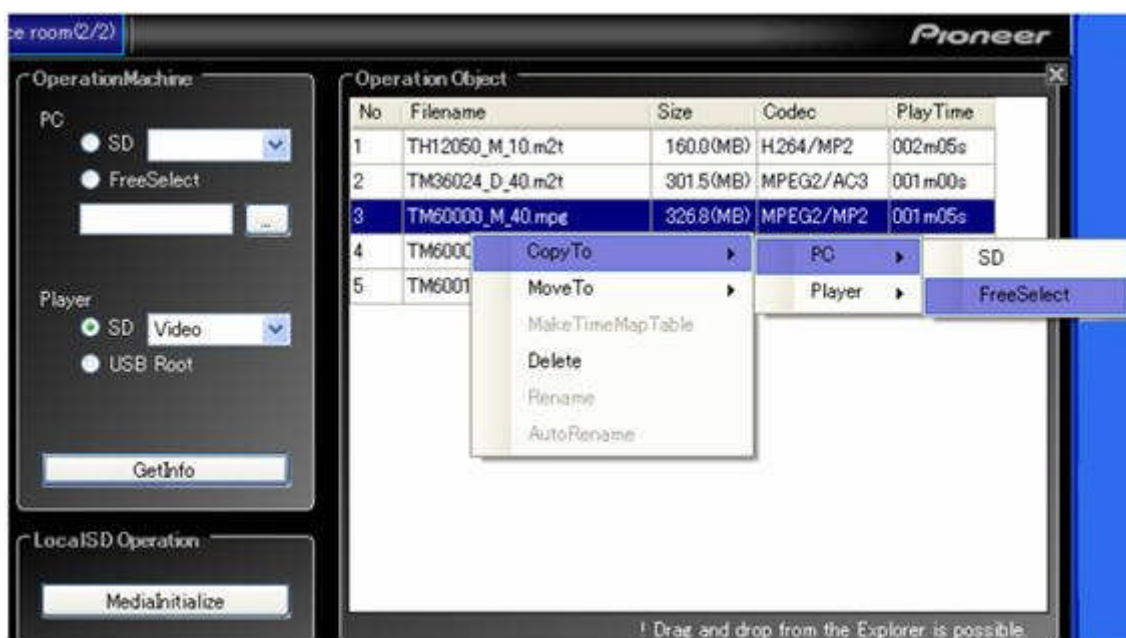 ce room(2/2)
Pioneer
OperationMachine
PC
SD
FreeSelect
...
Player
SD Video
USB Root
GetInfo
LocalSD Operation
MediaInitialize
Operation Object
No Filename Size Codec PlayTime
1 TH12050_M_10.m2t 160.0(MB) H.264/MP2 002m05s
2 TM36024_D_40.m2t 301.5(MB) MPEG2/AC3 001m00s
3 TM60000_M_40.mpg 326.8(MB) MPEG2/MP2 001m05s
4 TM6000
5 TM6001
CopyTo
MoveTo
MakeTimeMapTable
Delete
Rename
AutoRename
PC
Player
SD
FreeSelect
! Drag and drop from the Explorer is possible.